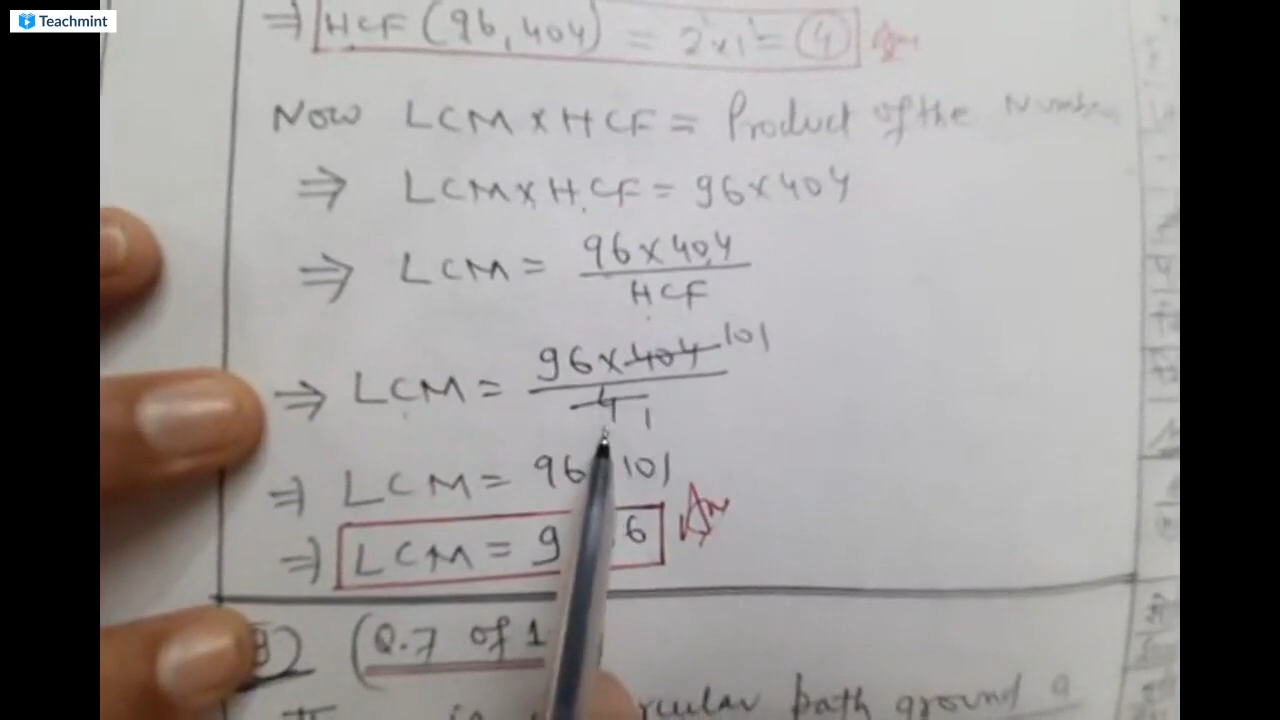 Teachmint
⇒ HCF (96, 404) = 2 x 1 = 4 Ans
Now LCM x HCF = Product of the Number
⇒ LCM x HCF = 96 x 404
⇒ LCM = 96 x 404 / HCF
⇒ LCM = 96 x 404 101 / 4 1
⇒ LCM = 96 101
⇒ LCM = 9 6 Ans
(Q.7 of 1
path ground a